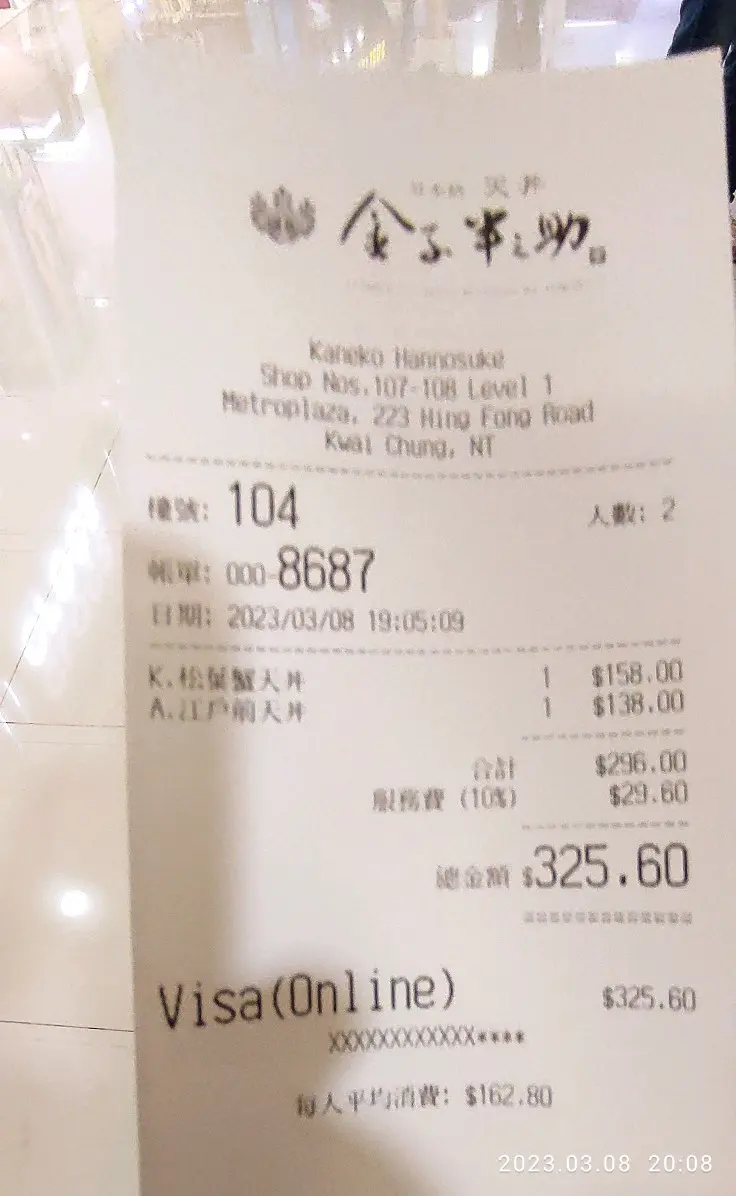 日本橋 天丼
金子半之助
Kaneko Hannosuke
Shop Nos.107-108 Level 1
Metroplaza, 223 Hing Fong Road
Kwai Chung, NT
檯號: 104 人數: 2
帳單: 000-8687
日期: 2023/03/08 19:05:09
K.松葉蟹天丼 1 $158.00
A.江戶前天丼 1 $138.00
合計 $296.00
服務費 (10%) $29.60
總金額 $325.60
Visa(Online) $325.60
XXXXXXXXXXXX****
每人平均消費: $162.80
2023.03.08 20:08